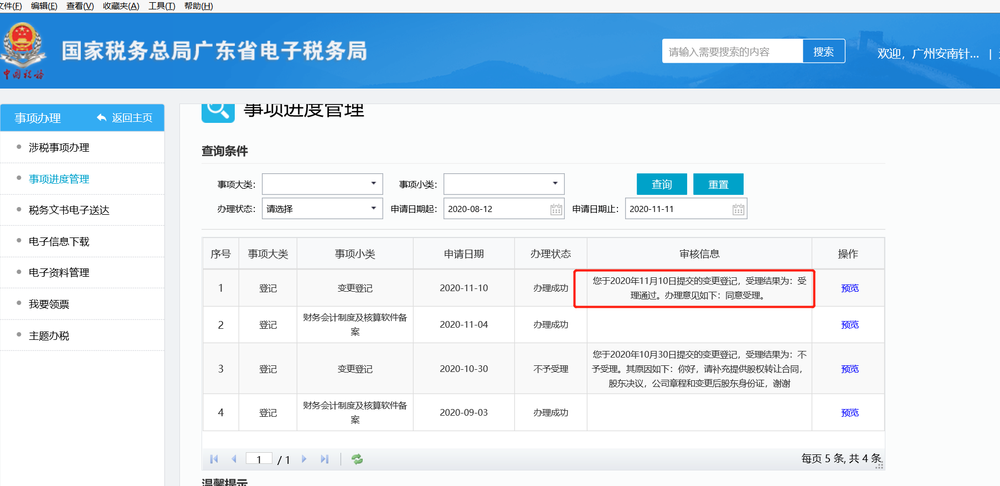 文件(F) 编辑(E) 查看(V) 收藏夹(A) 工具(T) 帮助(H)
中国税务
国家税务总局广东省电子税务局
请输入需要搜索的内容 搜索 欢迎，广州安南针... |
事项办理 返回主页
涉税事项办理
事项进度管理
税务文书电子送达
电子信息下载
电子资料管理
我要领票
主题办税
事项进度管理
查询条件
事项大类： 事项小类： 查询 重置
办理状态： 请选择 申请日期起： 2020-08-12 申请日期止： 2020-11-11
序号 事项大类 事项小类 申请日期 办理状态 审核信息 操作
1 登记 变更登记 2020-11-10 办理成功 您于2020年11月10日提交的变更登记，受理结果为：受
理通过。办理意见如下：同意受理。 预览
2 登记 财务会计制度及核算软件备
案 2020-11-04 办理成功 预览
3 登记 变更登记 2020-10-30 不予受理 您于2020年10月30日提交的变更登记，受理结果为：不
予受理。其原因如下：你好，请补充提供股权转让合同，
股东决议，公司章程和变更后股东身份证，谢谢 预览
4 登记 财务会计制度及核算软件备
案 2020-09-03 办理成功 预览
1 / 1 每页 5 条, 共 4 条
温馨提示